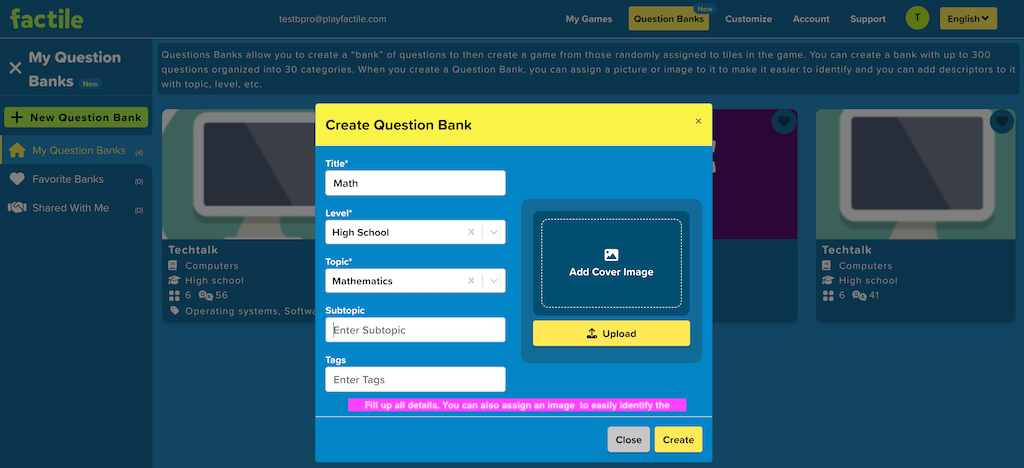 factile
testbpro@playfactile.com
My Games
Question Banks
New
Customize
Account
Support
T
English
My Question
Banks New
New Question Bank
My Question Banks (4)
Favorite Banks (0)
Shared With Me (0)
Questions Banks allow you to create a "bank" of questions to then create a game from those randomly assigned to tiles in the game. You can create a bank with up to 300
questions organized into 30 categories. When you create a Question Bank, you can assign a picture or image to it to make it easier to identify and you can add descriptors to it
with topic, level, etc.
Techtalk
Computers
High school
6 56
Operating systems, Softwa
Create Question Bank
×
Title*
Math
Level*
High School
Topic*
Mathematics
Subtopic
Enter Subtopic
Tags
Enter Tags
Add Cover Image
Upload
Fill up all details. You can also assign an image to easily identify the
Close
Create
Techtalk
Computers
High school
6 41